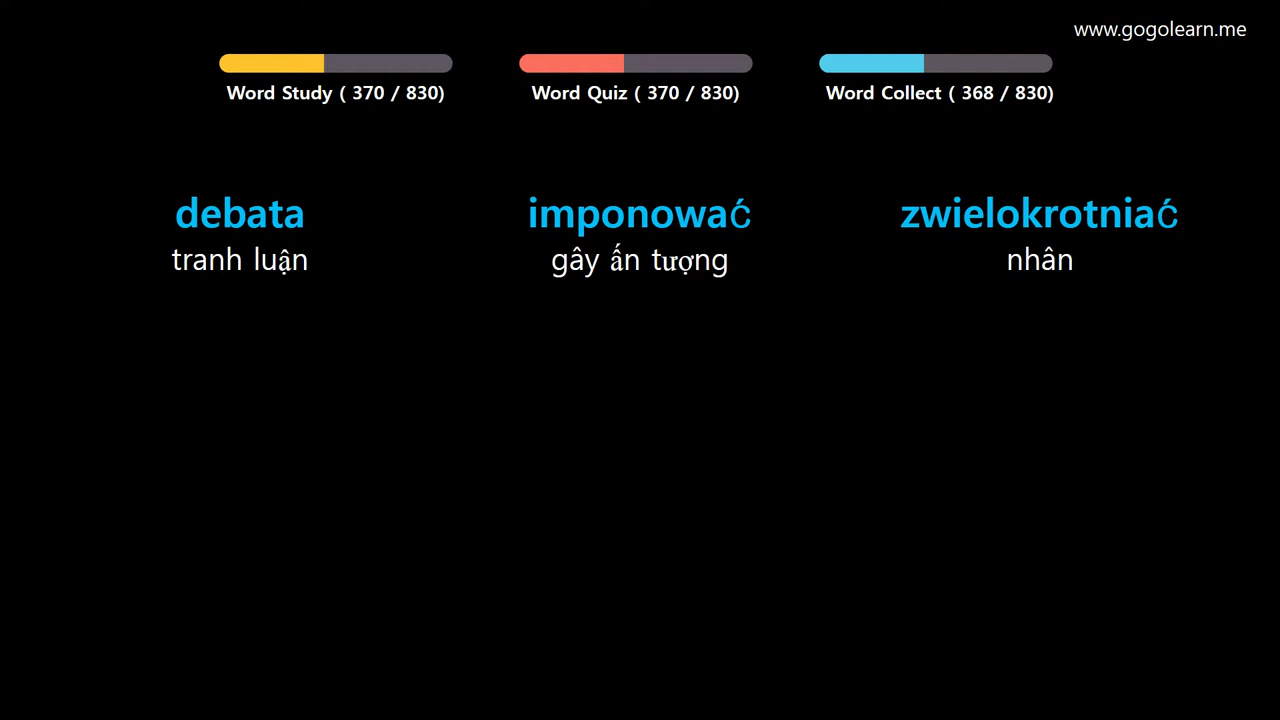 www.gogolearn.me
Word Study ( 370 / 830)
Word Quiz ( 370 / 830)
Word Collect ( 368 / 830)
debata
imponować
zwielokrotniać
tranh luận
gây ấn tượng
nhân